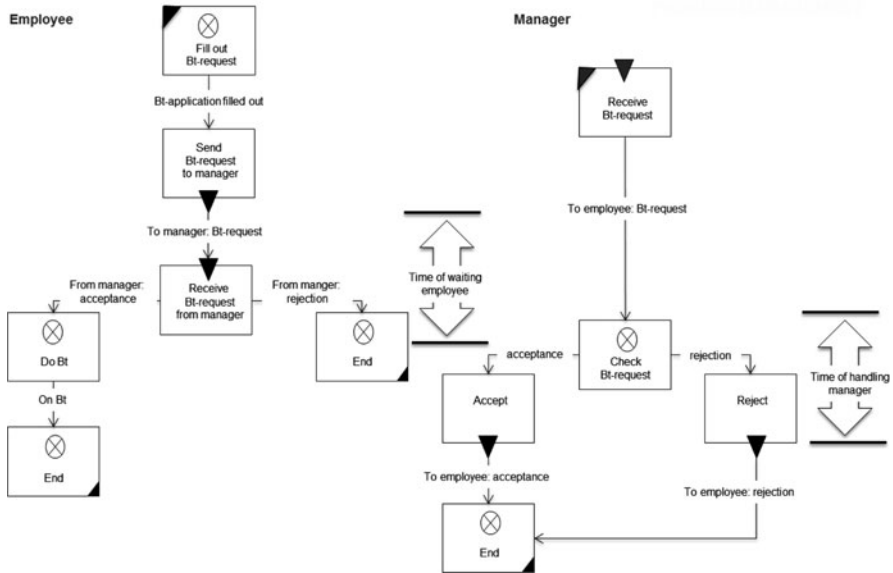 Employee
Fill out
Bt-request
Bt-application filled out
Send
Bt-request
to manager
To manager: Bt-request
From manager:
acceptance
Receive
Bt-request
from manager
From manger:
rejection
Do Bt
On Bt
End
End
Time of waiting
employee
Manager
Receive
Bt-request
To employee: Bt-request
acceptance
Check
Bt-request
rejection
Accept
Reject
Time of handling
manager
To employee: acceptance
To employee: rejection
End